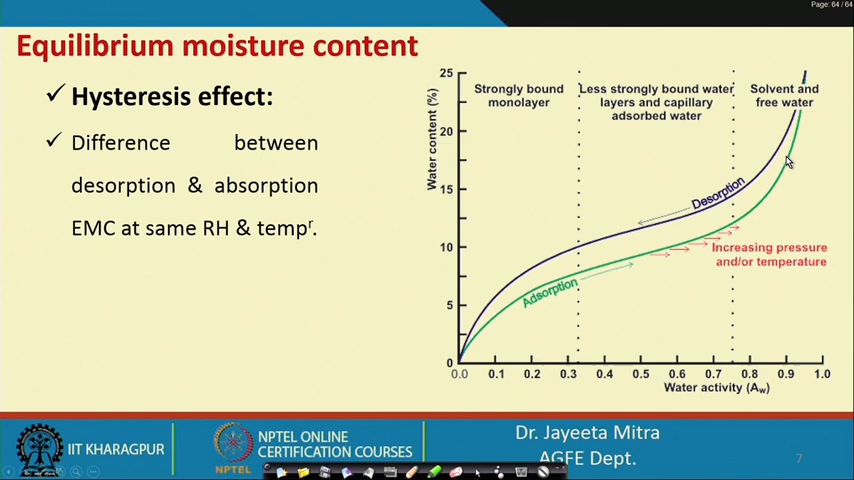 Page: 64 / 64
Equilibrium moisture content
✓ Hysteresis effect:
✓ Difference between
desorption & absorption
EMC at same RH & tempʳ.
25
20
15
10
5
0
Water content (%)
Strongly bound
monolayer
Less strongly bound water
layers and capillary
adsorbed water
Solvent and
free water
Desorption
Adsorption
Increasing pressure
and/or temperature
0.0 0.1 0.2 0.3 0.4 0.5 0.6 0.7 0.8 0.9 1.0
Water activity (Aw)
IIT KHARAGPUR
NPTEL
NPTEL ONLINE
CERTIFICATION COURSES
Dr. Jayeeta Mitra
AGFE Dept.
7